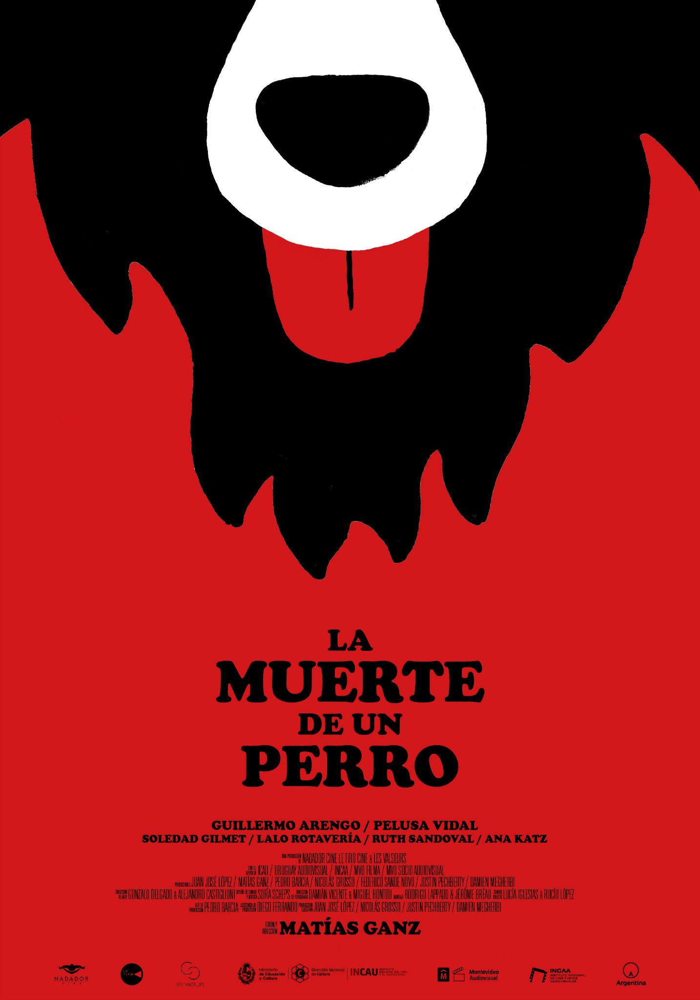 LA
MUERTE
DE UN
PERRO
GUILLERMO ARENGO / PELUSA VIDAL
SOLEDAD GILMET / LALO ROTAVERÍA / RUTH SANDOVAL / ANA KATZ
UNA PRODUCCIÓN DE NADADOR CINE LE TIRO CINE & LES VALSEURS
CON EL APOYO DE ICAU / URUGUAY AUDIOVISUAL / INCAA / MVD FILMA / MVD SOCIO AUDIOVISUAL
PRODUCTORES JUAN JOSÉ LÓPEZ / MATÍAS GANZ / PEDRO BARCIA / NICOLÁS GROSSO / FEDERICO SANDE NOVO / JUSTIN PECHBERTY / DAMIEN MEGHERBI
DIRECCIÓN DE ARTE GONZALO DELGADO & ALEJANDRO CASTIGLIONI DISEÑO DE SONIDO Y MÚSICA SOFÍA SCHEPS DIRECCIÓN DE FOTOGRAFÍA DAMIÁN VICENTE & MIGUEL HONTOU MONTAJE RODRIGO LAPPADO & JÉRÔME BRÉAU SONIDO DIRECTO LUCÍA IGLESIAS & ROCÍO LÓPEZ
JEFE DE PRODUCCIÓN PEDRO BARCIA ASISTENCIA DE PRODUCCIÓN DIEGO FERRANDO PRODUCCIÓN EJECUTIVA JUAN JOSÉ LÓPEZ / NICOLÁS GROSSO / JUSTIN PECHBERTY / DAMIEN MEGHERBI
GUIÓN Y DIRECCIÓN MATÍAS GANZ
NADADOR
CINE
LE
TIRO
LES VALSEURS
Ministerio
de Educación
y Cultura
Dirección Nacional
de Cultura
INCAU INSTITUTO
NACIONAL DEL CINE
Y EL AUDIOVISUAL
M
Montevideo
Audiovisual
INCAA
INSTITUTO NACIONAL
DE CINE Y ARTES
AUDIOVISUALES
A
Argentina